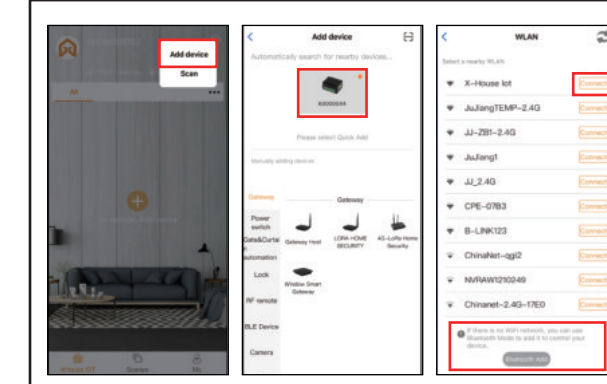 Add device
Scan
All
X-House IOT
Scenes
My
Add device
Automatically search for nearby devices...
Please select Quick Add
Manually adding devices
Gateway
Gateway
Power
switch
Gate&Curtai
n
automation
Lock
RF remote
BLE Device
Camera
Gateway Host
LORA HOME
SECURITY
4G-LoRa Home
Security
Window Smart
Gateway
WLAN
Select a nearby WLAN
X-House Iot
Connect
JuJiangTEMP-2.4G
Connect
JJ-ZB1-2.4G
Connect
JuJiang1
Connect
JJ_2.4G
Connect
CPE-07B3
Connect
B-LINK123
Connect
ChinaNet-qgi2
Connect
NVRAW1210249
Connect
Chinanet-2.4G-17E0
Connect
If there is no WiFi network, you can use
Bluetooth Mode to add it to control your
device.
Bluetooth Add